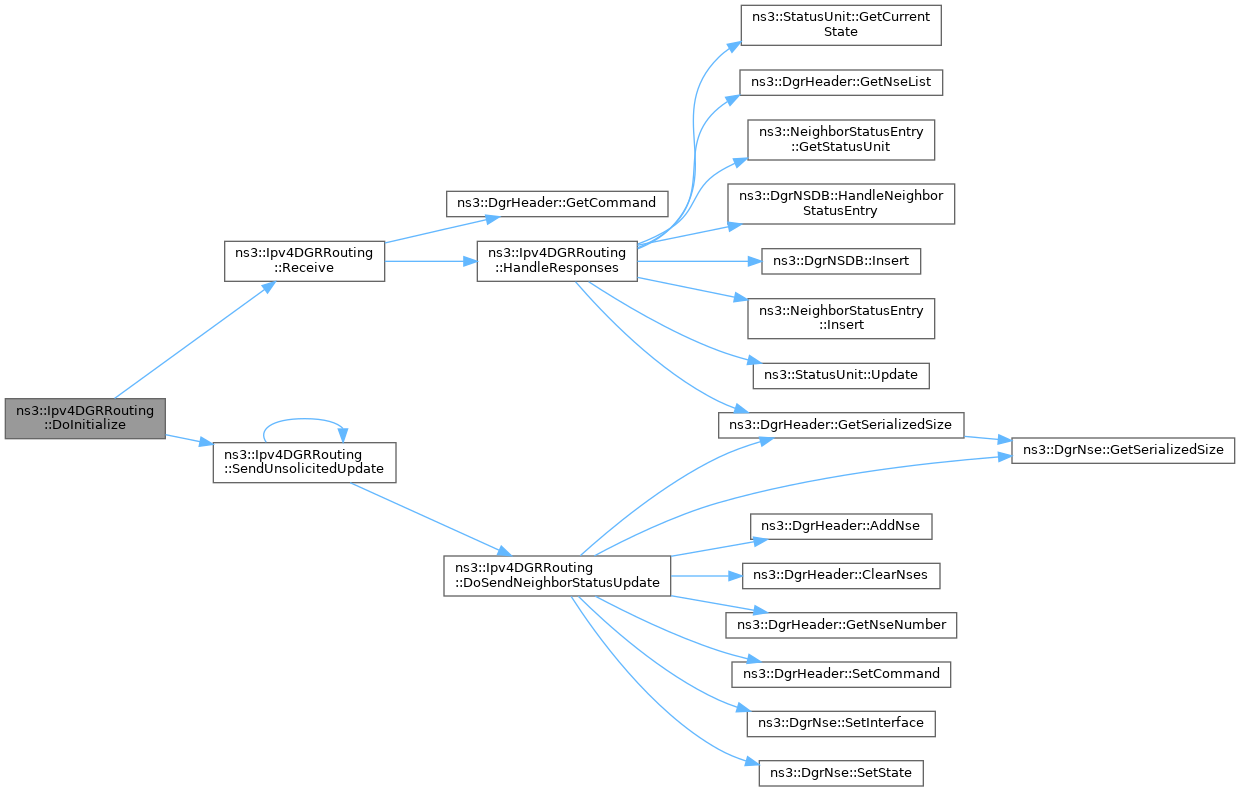 ns3::StatusUnit::GetCurrent
State
ns3::DgrHeader::GetNseList
ns3::NeighborStatusEntry
::GetStatusUnit
ns3::DgrHeader::GetCommand
ns3::DgrNSDB::HandleNeighbor
StatusEntry
ns3::Ipv4DGRRouting
::Receive
ns3::Ipv4DGRRouting
::HandleResponses
ns3::DgrNSDB::Insert
ns3::NeighborStatusEntry
::Insert
ns3::StatusUnit::Update
ns3::Ipv4DGRRouting
::DoInitialize
ns3::DgrHeader::GetSerializedSize
ns3::DgrNse::GetSerializedSize
ns3::Ipv4DGRRouting
::SendUnsolicitedUpdate
ns3::DgrHeader::AddNse
ns3::Ipv4DGRRouting
::DoSendNeighborStatusUpdate
ns3::DgrHeader::ClearNses
ns3::DgrHeader::GetNseNumber
ns3::DgrHeader::SetCommand
ns3::DgrNse::SetInterface
ns3::DgrNse::SetState